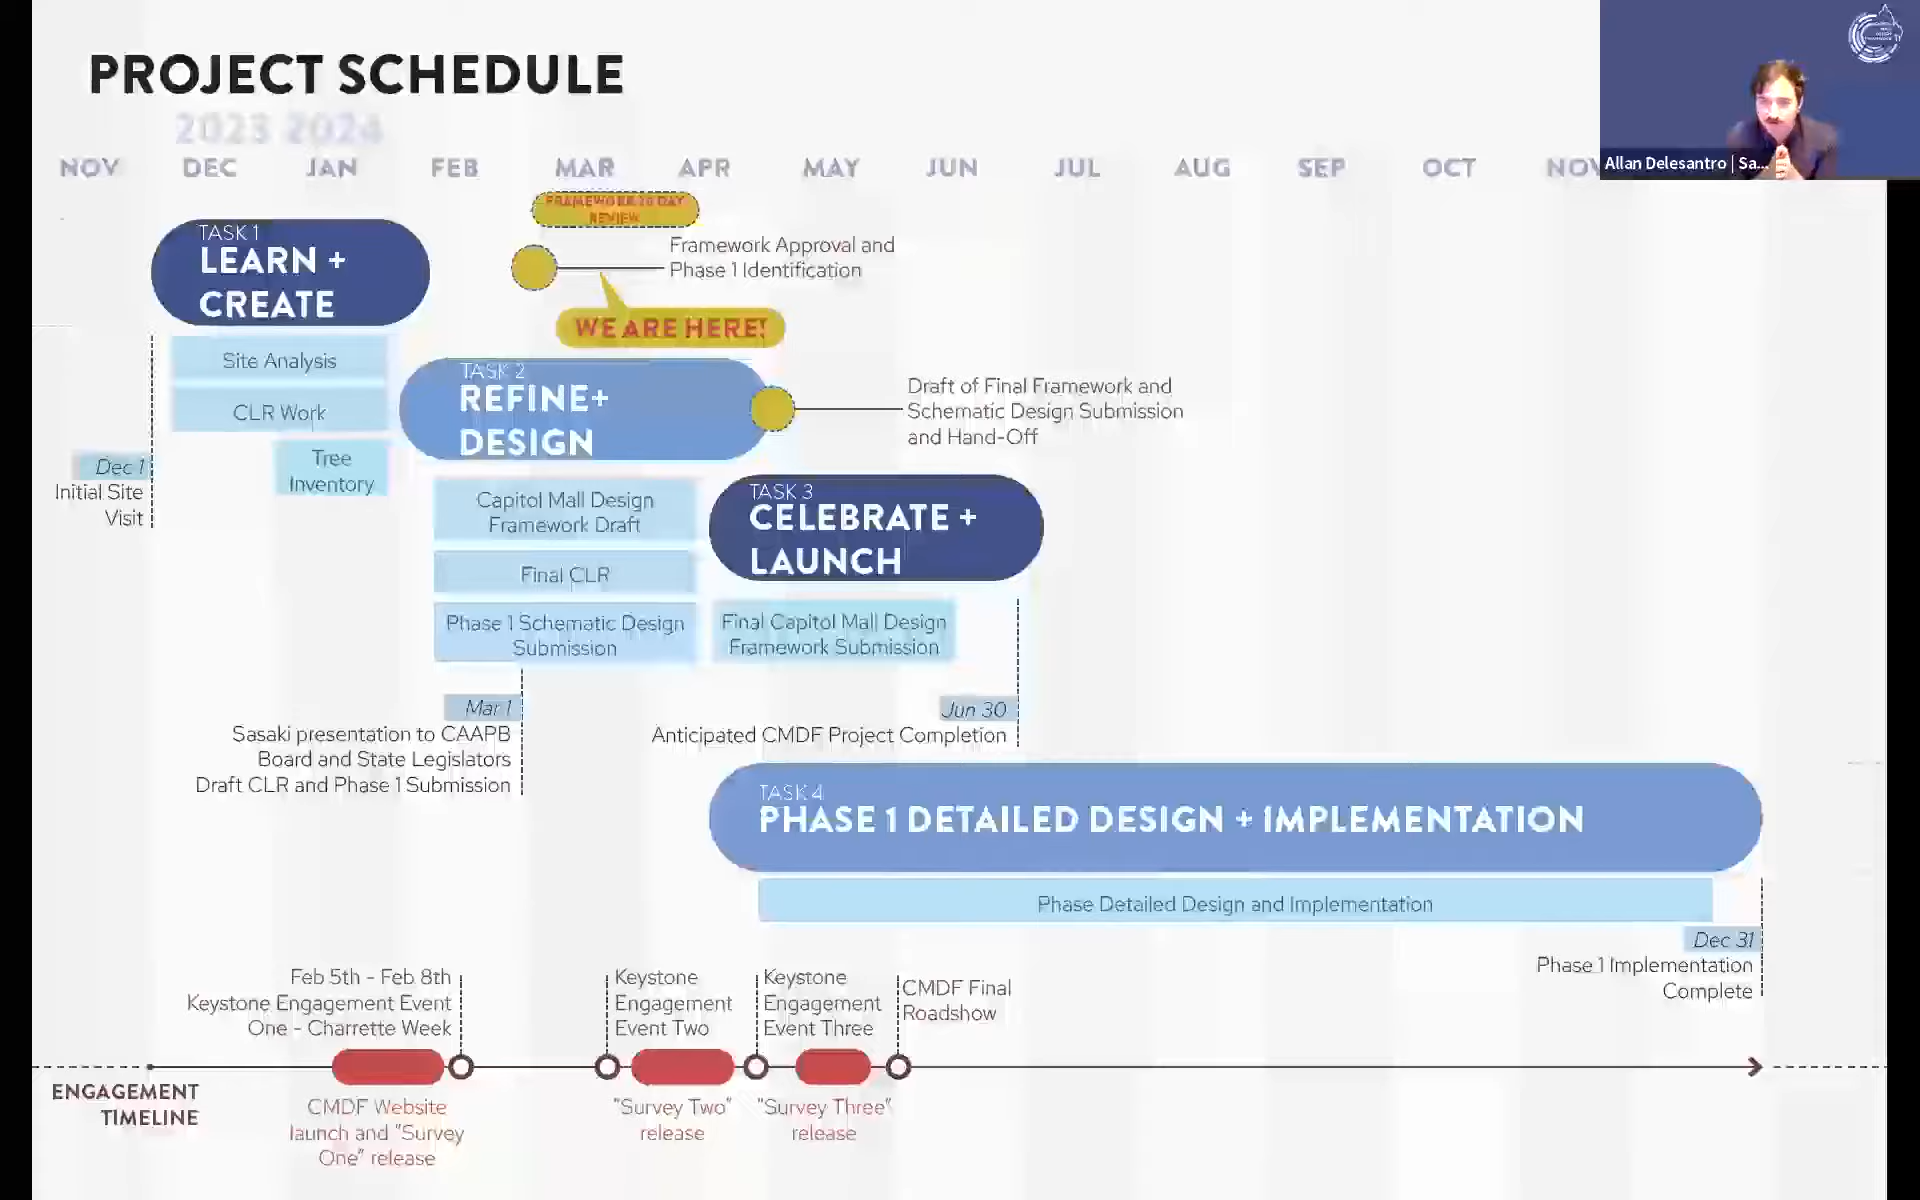 PROJECT SCHEDULE
2023 2024
NOV DEC JAN FEB MAR APR MAY JUN JUL AUG SEP OCT NOV
Allan Delesantro | Sa...
FRAMEWORK DAY
REVIEW
Framework Approval and
Phase 1 Identification
WE ARE HERE!
TASK 1
LEARN +
CREATE
Site Analysis
CLR Work
Tree
Inventory
Dec 1
Initial Site
Visit
TASK 2
REFINE+
DESIGN
Draft of Final Framework and
Schematic Design Submission
and Hand-Off
Capitol Mall Design
Framework Draft
Final CLR
Phase 1 Schematic Design
Submission
Mar 1
Sasaki presentation to CAAPB
Board and State Legislators
Draft CLR and Phase 1 Submission
TASK 3
CELEBRATE +
LAUNCH
Final Capitol Mall Design
Framework Submission
Jun 30
Anticipated CMDF Project Completion
TASK 4
PHASE 1 DETAILED DESIGN + IMPLEMENTATION
Phase Detailed Design and Implementation
Dec 31
Phase 1 Implementation
Complete
Feb 5th - Feb 8th
Keystone Engagement Event
One - Charrette Week
Keystone
Engagement
Event Two
Keystone
Engagement
Event Three
CMDF Final
Roadshow
ENGAGEMENT
TIMELINE
CMDF Website
launch and "Survey
One" release
"Survey Two"
release
"Survey Three"
release